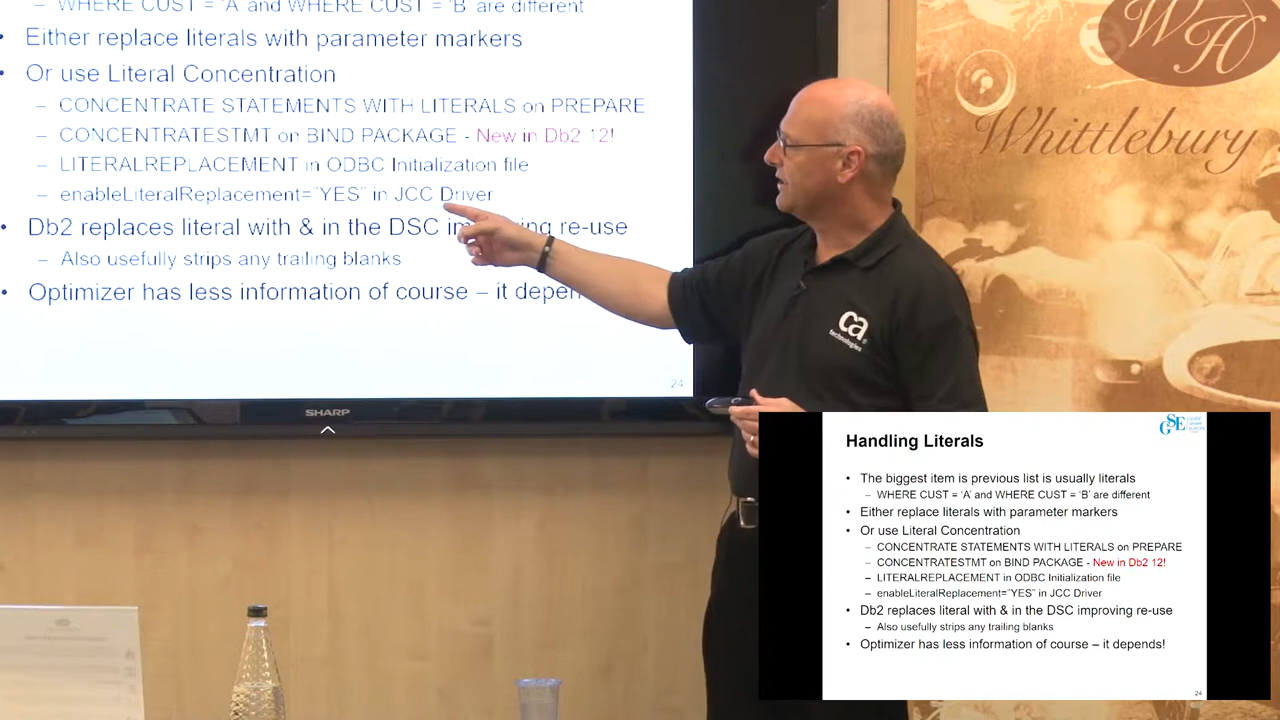 WHERE CUST = 'A' and WHERE CUST = 'B' are different
• Either replace literals with parameter markers
• Or use Literal Concentration
– CONCENTRATE STATEMENTS WITH LITERALS on PREPARE
– CONCENTRATESTMT on BIND PACKAGE - New in Db2 12!
– LITERALREPLACEMENT in ODBC Initialization file
– enableLiteralReplacement="YES" in JCC Driver
• Db2 replaces literal with & in the DSC improving re-use
– Also usefully strips any trailing blanks
• Optimizer has less information of course – it depen
24
SHARP
WH
Whittlebury
ca
technologies
GSE
Handling Literals
• The biggest item is previous list is usually literals
– WHERE CUST = 'A' and WHERE CUST = 'B' are different
• Either replace literals with parameter markers
• Or use Literal Concentration
– CONCENTRATE STATEMENTS WITH LITERALS on PREPARE
– CONCENTRATESTMT on BIND PACKAGE - New in Db2 12!
– LITERALREPLACEMENT in ODBC Initialization file
– enableLiteralReplacement="YES" in JCC Driver
• Db2 replaces literal with & in the DSC improving re-use
– Also usefully strips any trailing blanks
• Optimizer has less information of course – it depends!
24